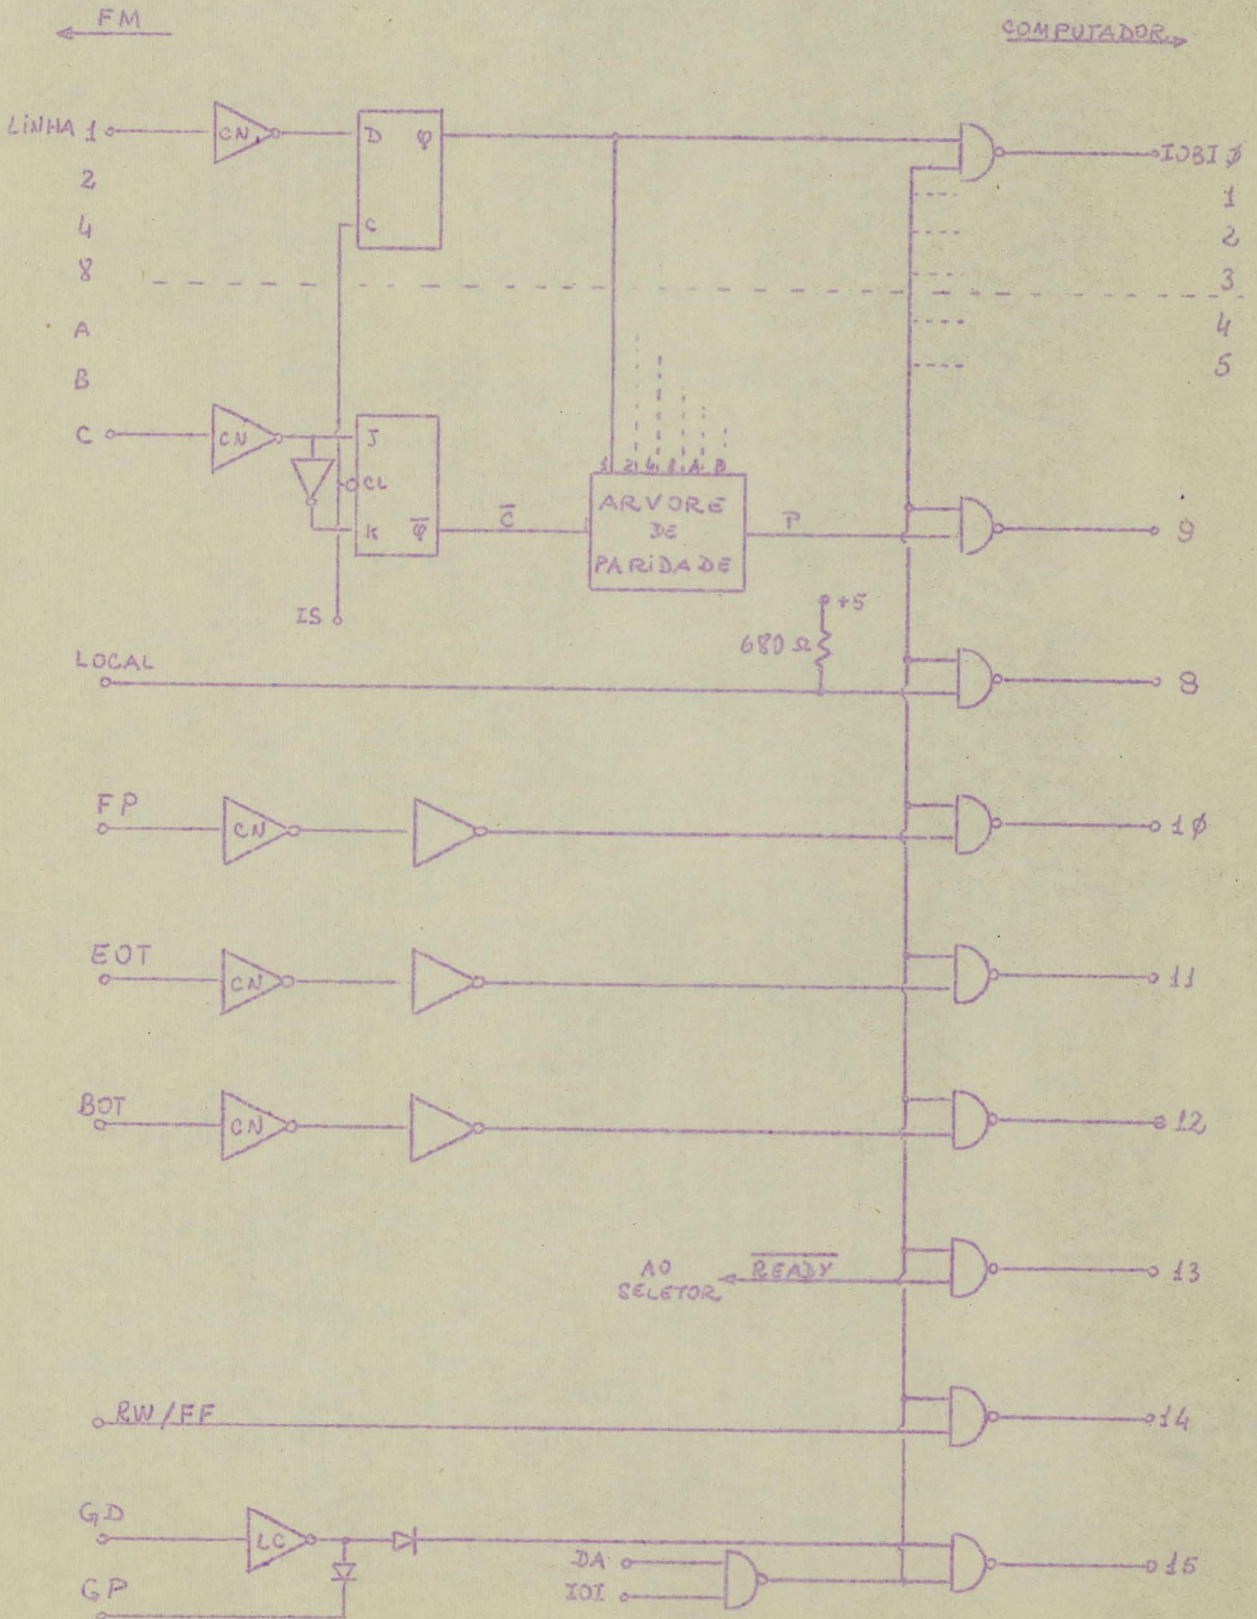 FM
COMPUTADOR
LINHA 1
CN
D
Q
IOBI Ø
2
1
4
C
2
8
3
A
4
B
5
C
CN
J
CL
K
Q̅
C̅
1 2 4 8 A B
ARVORE
DE
PARIDADE
P
9
IS
+5
680 Ω
LOCAL
8
FP
CN
1Ø
EOT
CN
11
BOT
CN
12
AO
SELETOR
R̅E̅A̅D̅Y̅
13
RW/FF
14
GD
LC
DA
IOI
15
GP